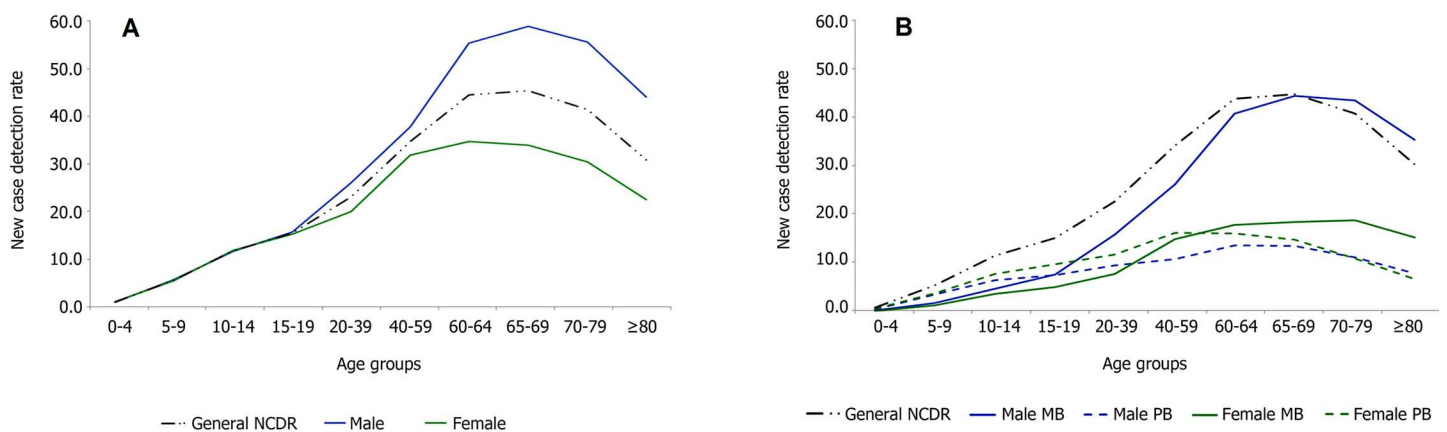 A
New case detection rate
60.0
50.0
40.0
30.0
20.0
10.0
0.0
0-4 5-9 10-14 15-19 20-39 40-59 60-64 65-69 70-79 ≥80
Age groups
General NCDR Male Female
B
New case detection rate
60.0
50.0
40.0
30.0
20.0
10.0
0.0
0-4 5-9 10-14 15-19 20-39 40-59 60-64 65-69 70-79 ≥80
Age groups
General NCDR Male MB Male PB Female MB Female PB